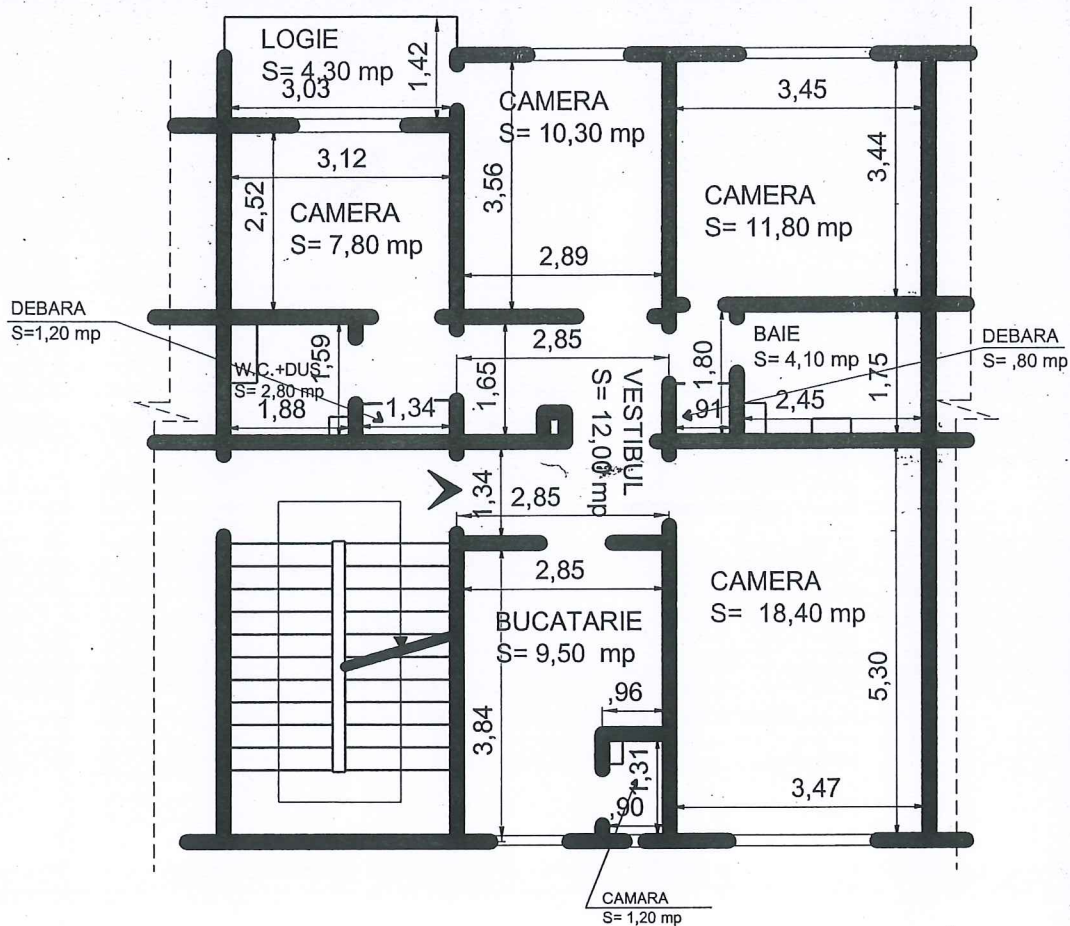 LOGIE
S= 4,30 mp
3,03
1,42
CAMERA
S= 10,30 mp
3,45
3,12
2,52
CAMERA
S= 7,80 mp
3,56
2,89
3,44
CAMERA
S= 11,80 mp
DEBARA
S=1,20 mp
W.C.+DUS
S= 2,80 mp
1,59
1,88
1,34
1,65
2,85
VESTIBUL
S= 12,00 mp
1,80
,91
BAIE
S= 4,10 mp
2,45
1,75
DEBARA
S= ,80 mp
1,34
2,85
2,85
BUCATARIE
S= 9,50 mp
,96
3,84
1,31
,90
CAMERA
S= 18,40 mp
5,30
3,47
CAMARA
S= 1,20 mp